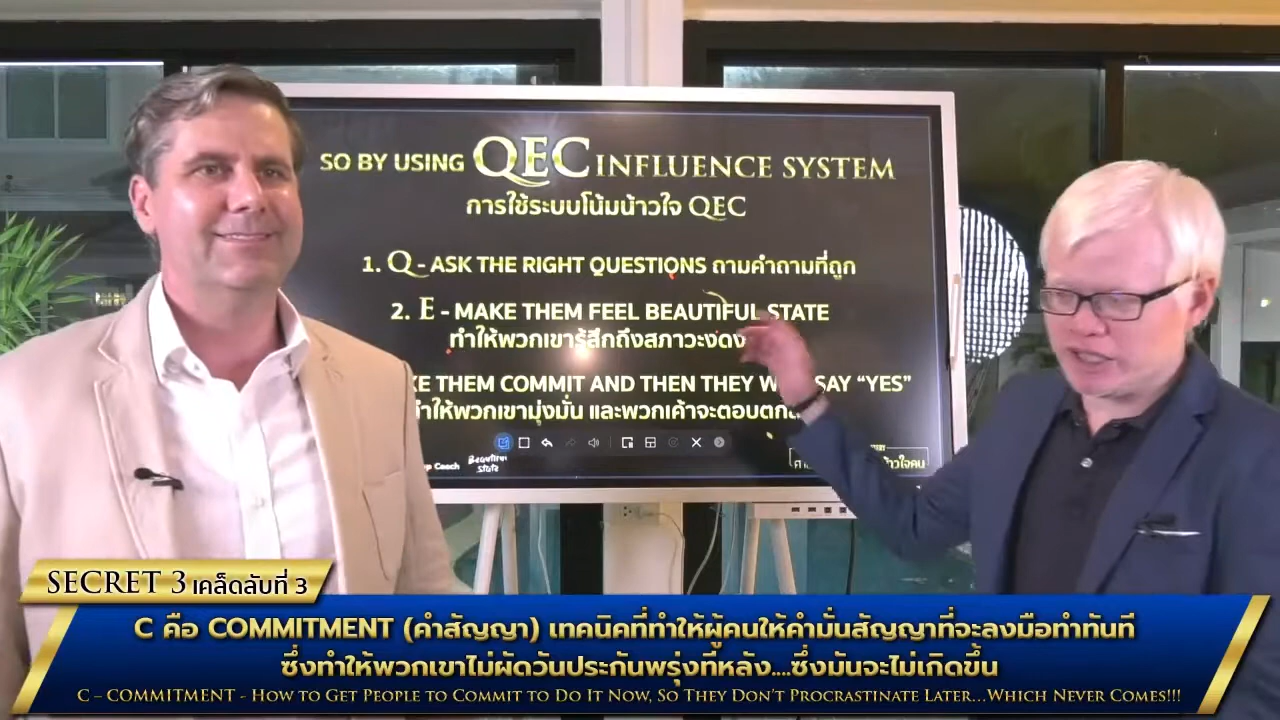 SO BY USING QEC INFLUENCE SYSTEM
การใช้ระบบโน้มน้าวใจ QEC
1. Q - ASK THE RIGHT QUESTIONS ถามคำถามที่ถูก
2. E - MAKE THEM FEEL BEAUTIFUL STATE
ทำให้พวกเขารู้สึกถึงสภาวะงดง
THEM COMMIT AND THEN THEY SAY “YES”
ทำให้พวกเขามุ่งมั่น และพวกเค้าจะตอบตก
Coach Beautiful
State
SECRET 3 เคล็ดลับที่ 3
C คือ COMMITMENT (คำสัญญา) เทคนิคที่ทำให้ผู้คนให้คำมั่นสัญญาที่จะลงมือทำทันที
ซึ่งทำให้พวกเขาไม่ผัดวันประกันพรุ่งทีหลัง....ซึ่งมันจะไม่เกิดขึ้น
C – COMMITMENT - HOW TO GET PEOPLE TO COMMIT TO DO IT NOW, SO THEY DON'T PROCRASTINATE LATER...WHICH NEVER COMES!!!